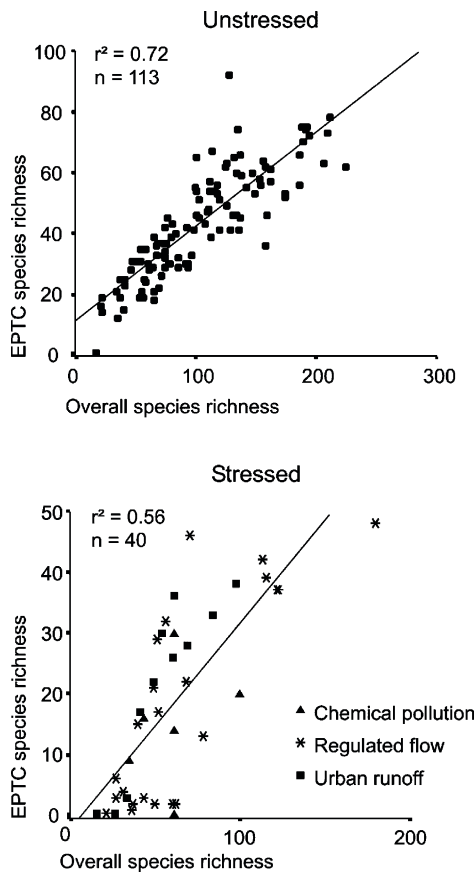 Unstressed
r² = 0.72
n = 113
100
80
60
40
20
0
EPTC species richness
0 100 200 300
Overall species richness
Stressed
r² = 0.56
n = 40
50
40
30
20
10
0
EPTC species richness
Chemical pollution
Regulated flow
Urban runoff
0 100 200
Overall species richness